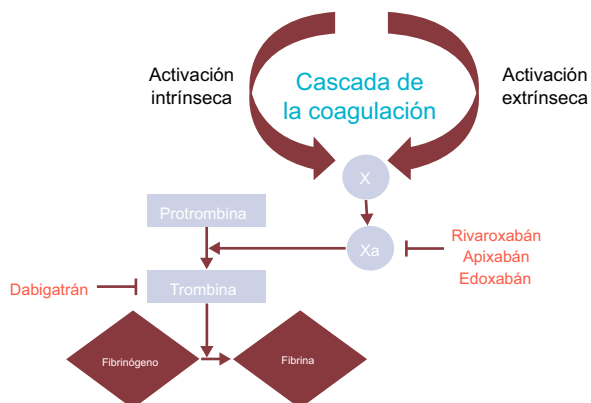 Activación
intrínseca
Cascada de
la coagulación
Activación
extrínseca
X
Protrombina
Xa
Rivaroxabán
Apixabán
Edoxabán
Dabigatrán
Trombina
Fibrinógeno
Fibrina